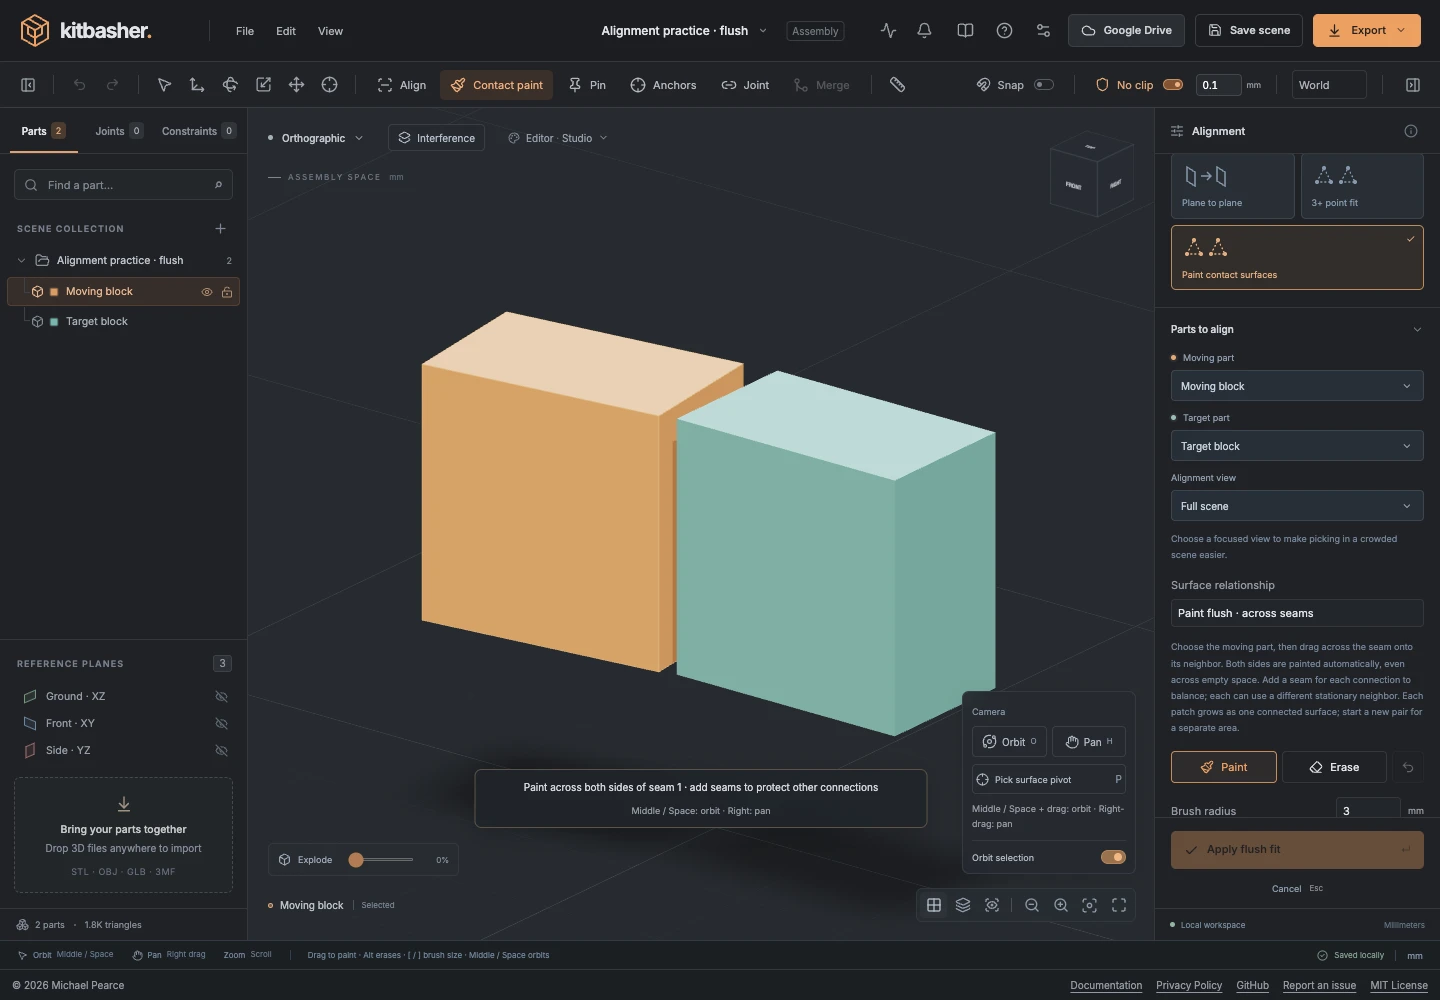 kitbasher.
File Edit View
Alignment practice · flush Assembly
Google Drive Save scene Export
Align Contact paint Pin Anchors Joint Merge
Snap No clip 0.1 mm World
Parts 2 Joints 0 Constraints 0
Find a part...
SCENE COLLECTION
Alignment practice · flush 2
Moving block
Target block
REFERENCE PLANES 3
Ground · XZ
Front · XY
Side · YZ
Bring your parts together
Drop 3D files anywhere to import
STL · OBJ · GLB · 3MF
2 parts · 1.8K triangles
Orthographic Interference Editor · Studio
ASSEMBLY SPACE mm
FRONT RIGHT
Paint across both sides of seam 1 · add seams to protect other connections
Middle / Space: orbit · Right: pan
Explode 0%
Moving block Selected
Camera
Orbit O Pan H
Pick surface pivot P
Middle / Space + drag: orbit · Right-
drag: pan
Orbit selection
Alignment
Plane to plane 3+ point fit
Paint contact surfaces
Parts to align
Moving part
Moving block
Target part
Target block
Alignment view
Full scene
Choose a focused view to make picking in a crowded
scene easier.
Surface relationship
Paint flush · across seams
Choose the moving part, then drag across the seam onto
its neighbor. Both sides are painted automatically, even
across empty space. Add a seam for each connection to
balance; each can use a different stationary neighbor. Each
patch grows as one connected surface; start a new pair for
a separate area.
Paint Erase
Brush radius 3 mm
Apply flush fit
Cancel Esc
Local workspace Millimeters
Orbit Middle / Space Pan Right drag Zoom Scroll Drag to paint · Alt erases · [ / ] brush size · Middle / Space orbits
Saved locally mm
© 2026 Michael Pearce
Documentation Privacy Policy GitHub Report an issue MIT License